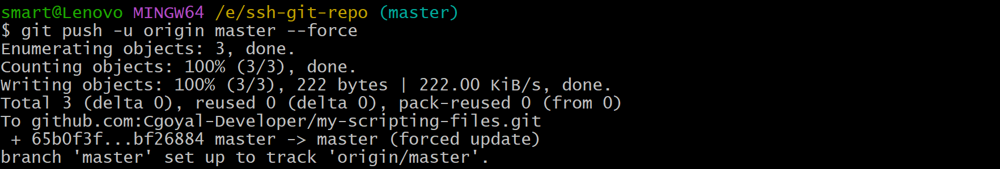 smart@Lenovo MINGW64 /e/ssh-git-repo (master)
$ git push -u origin master --force
Enumerating objects: 3, done.
Counting objects: 100% (3/3), done.
Writing objects: 100% (3/3), 222 bytes | 222.00 KiB/s, done.
Total 3 (delta 0), reused 0 (delta 0), pack-reused 0 (from 0)
To github.com:Cgoyal-Developer/my-scripting-files.git
 + 65b0f3f...bf26884 master -> master (forced update)
branch 'master' set up to track 'origin/master'.